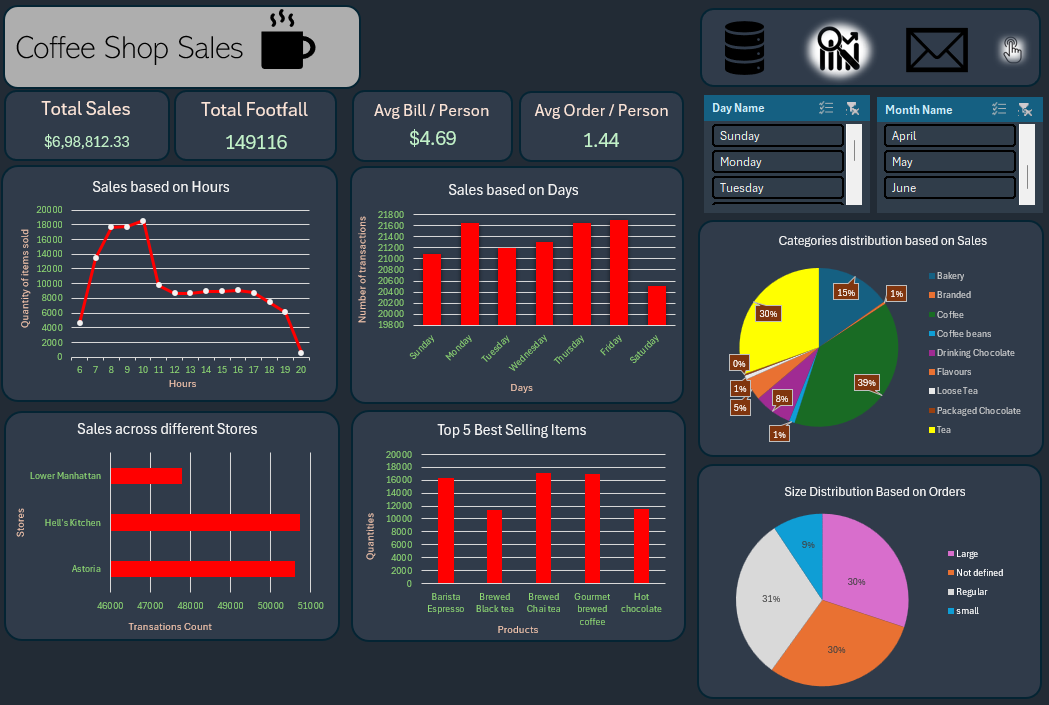 Coffee Shop Sales
Total Sales
$6,98,812.33
Total Footfall
149116
Avg Bill / Person
$4.69
Avg Order / Person
1.44
Day Name
Sunday
Monday
Tuesday
Month Name
April
May
June
Sales based on Hours
Quantity of items sold
20000
18000
16000
14000
12000
10000
8000
6000
4000
2000
0
6 7 8 9 10 11 12 13 14 15 16 17 18 19 20
Hours
Sales based on Days
Number of transactions
21800
21600
21400
21200
21000
20800
20600
20400
20200
20000
19800
Sunday
Monday
Tuesday
Wednesday
Thursday
Friday
Saturday
Days
Categories distribution based on Sales
15%
1%
30%
0%
1%
5%
8%
1%
39%
Bakery
Branded
Coffee
Coffee beans
Drinking Chocolate
Flavours
Loose Tea
Packaged Chocolate
Tea
Sales across different Stores
Stores
Lower Manhattan
Hell's Kitchen
Astoria
46000 47000 48000 49000 50000 51000
Transations Count
Top 5 Best Selling Items
Quantities
20000
18000
16000
14000
12000
10000
8000
6000
4000
2000
0
Barista
Espresso
Brewed
Black tea
Brewed
Chai tea
Gourmet
brewed
coffee
Hot
chocolate
Products
Size Distribution Based on Orders
9%
30%
31%
30%
Large
Not defined
Regular
small